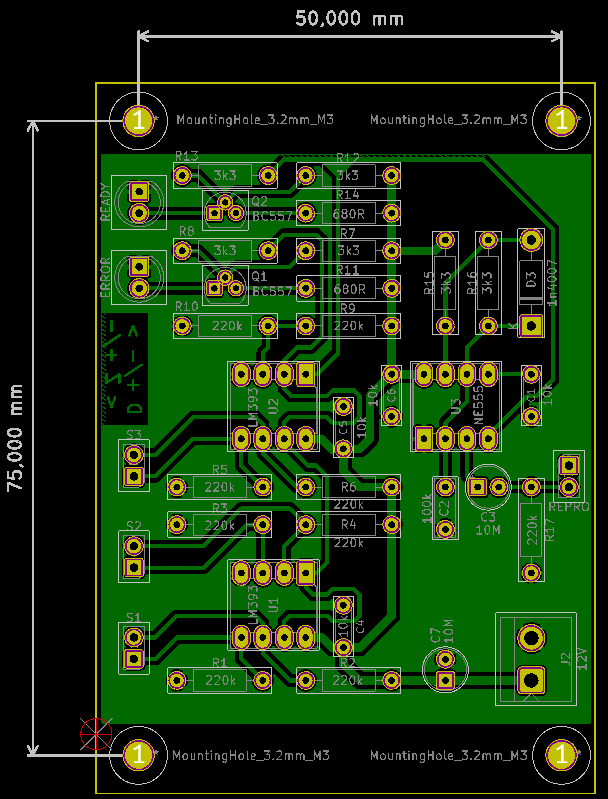 50,000 mm
1
MountingHole_3.2mm_M3
MountingHole_3.2mm_M3
1
R13
3k3
R12
3k3
READY
Q2
BC557
R14
680R
R8
3k3
R7
3k3
ERROR
Q1
BC557
R11
680R
R15
3k3
R16
3k3
D3
1n4007
K
R10
220k
R9
220k
D +/- >
75,000 mm
LM393
U2
C5
10k
C6
10k
U3
NE555
C1
10k
S3
R5
220k
R6
220k
C2
100k
C3
10M
REPRO
R17
220k
S2
R3
220k
R4
220k
LM393
U1
C4
10k
S1
C7
10M
J2
12V
R1
220k
R2
220k
1
MountingHole_3.2mm_M3
MountingHole_3.2mm_M3
1